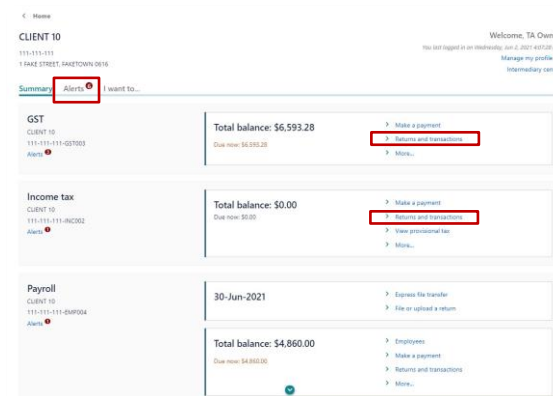 Home
CLIENT 10
Welcome, TA Own
111-111-111
1 FAKE STREET, FAKETOWN 0616
You last logged in on Wednesday, Jun 2, 2021 4:07:28
Manage my profile
Intermediary cen
Summary Alerts 6 I want to...
GST
CLIENT 10
111-111-111-GST003
Alerts
Total balance: $6,593.28
Due now: $6,593.28
Make a payment
Returns and transactions
More...
Income tax
CLIENT 10
111-111-111-INC002
Alerts
Total balance: $0.00
Due now: $0.00
Make a payment
Returns and transactions
View provisional tax
More...
Payroll
CLIENT 10
111-111-111-EMP004
Alerts
30-Jun-2021
Express file transfer
File or upload a return
Total balance: $4,860.00
Due now: $4,860.00
Employees
Make a payment
Returns and transactions
More...